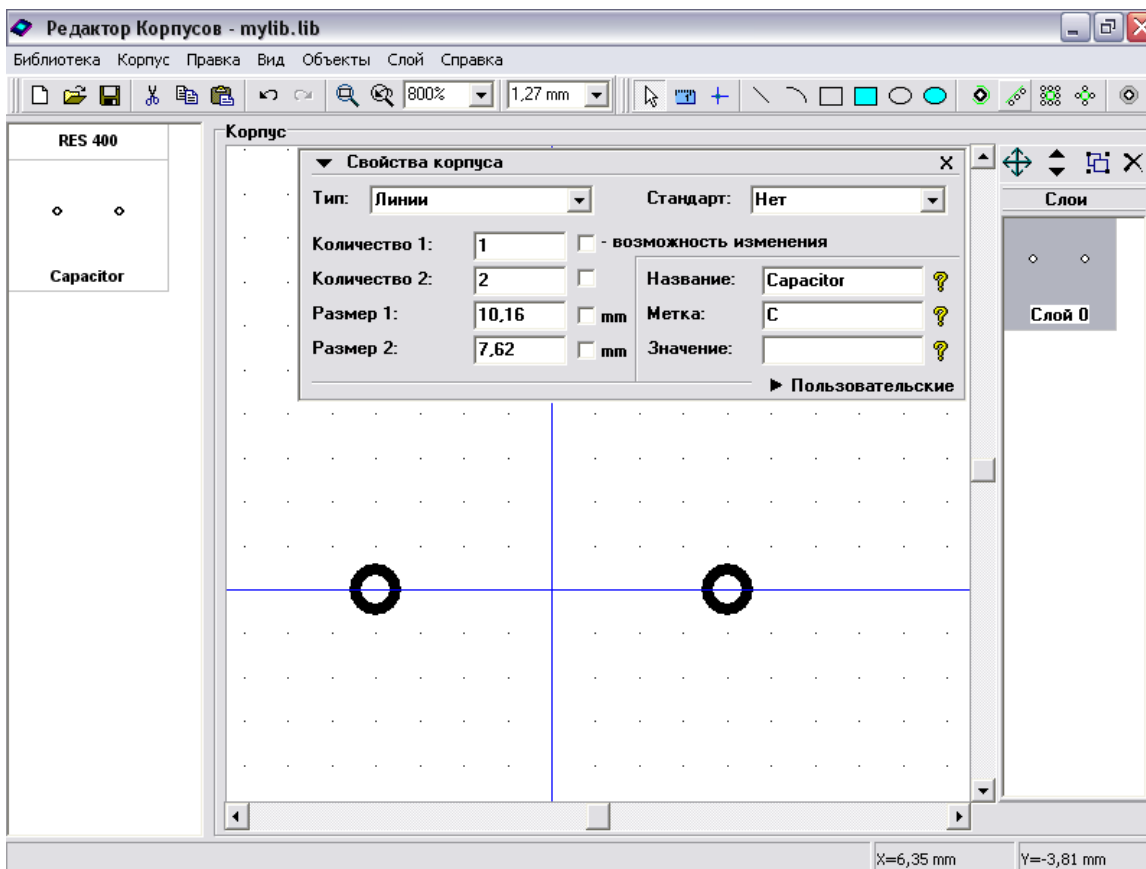 Редактор Корпусов - mylib.lib
Библиотека Корпус Правка Вид Объекты Слой Справка
800% 1,27 mm
RES 400
Capacitor
Корпус
Свойства корпуса
Тип: Линии Стандарт: Нет
Количество 1: 1 - возможность изменения
Количество 2: 2 Название: Capacitor
Размер 1: 10,16 mm Метка: C
Размер 2: 7,62 mm Значение:
Пользовательские
Слои
Слой 0
X=6,35 mm Y=-3,81 mm